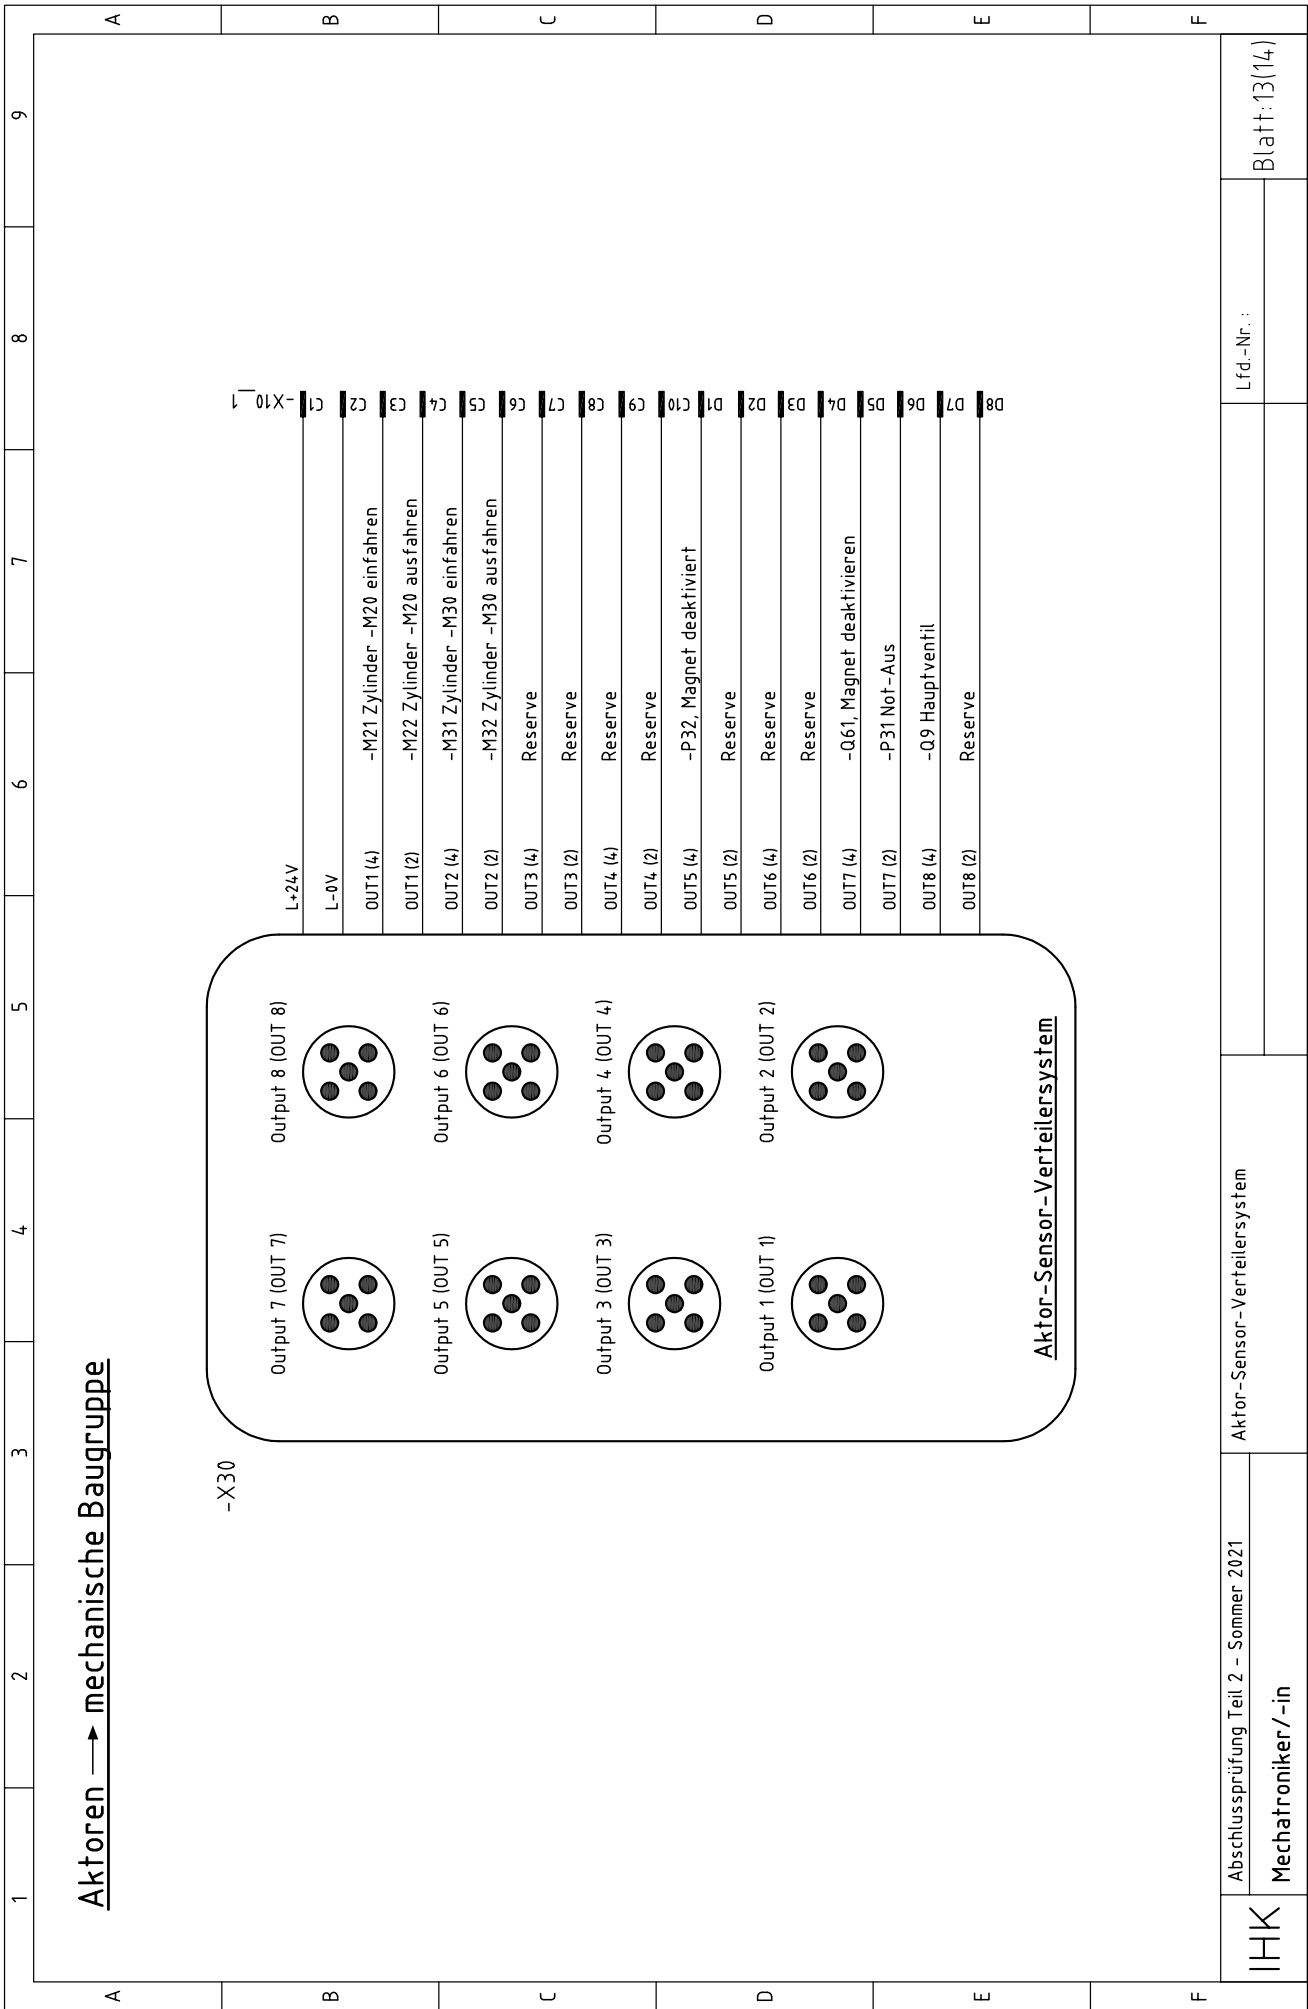 1 2 3 4 5 6 7 8 9
A A
B B
C C
D D
E E
F F
Aktoren → mechanische Baugruppe
-X30
Output 7 (OUT 7)
Output 8 (OUT 8)
Output 5 (OUT 5)
Output 6 (OUT 6)
Output 3 (OUT 3)
Output 4 (OUT 4)
Output 1 (OUT 1)
Output 2 (OUT 2)
Aktor-Sensor-Verteilersystem
-X10_1
L+24V C1
L-0V C2
OUT1 (4) -M21 Zylinder -M20 einfahren C3
OUT1 (2) -M22 Zylinder -M20 ausfahren C4
OUT2 (4) -M31 Zylinder -M30 einfahren C5
OUT2 (2) -M32 Zylinder -M30 ausfahren C6
OUT3 (4) Reserve C7
OUT3 (2) Reserve C8
OUT4 (4) Reserve C9
OUT4 (2) Reserve C10
OUT5 (4) -P32, Magnet deaktiviert D1
OUT5 (2) Reserve D2
OUT6 (4) Reserve D3
OUT6 (2) Reserve D4
OUT7 (4) -Q61, Magnet deaktivieren D5
OUT7 (2) -P31 Not-Aus D6
OUT8 (4) -Q9 Hauptventil D7
OUT8 (2) Reserve D8
IHK
Abschlussprüfung Teil 2 - Sommer 2021
Mechatroniker/-in
Aktor-Sensor-Verteilersystem
Lfd.-Nr.:
Blatt:13(14)